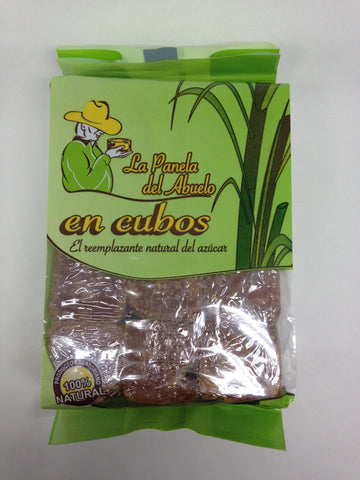 La Panela
del Abuelo
en cubos
El reemplazante natural del azúcar
100%
NATURAL